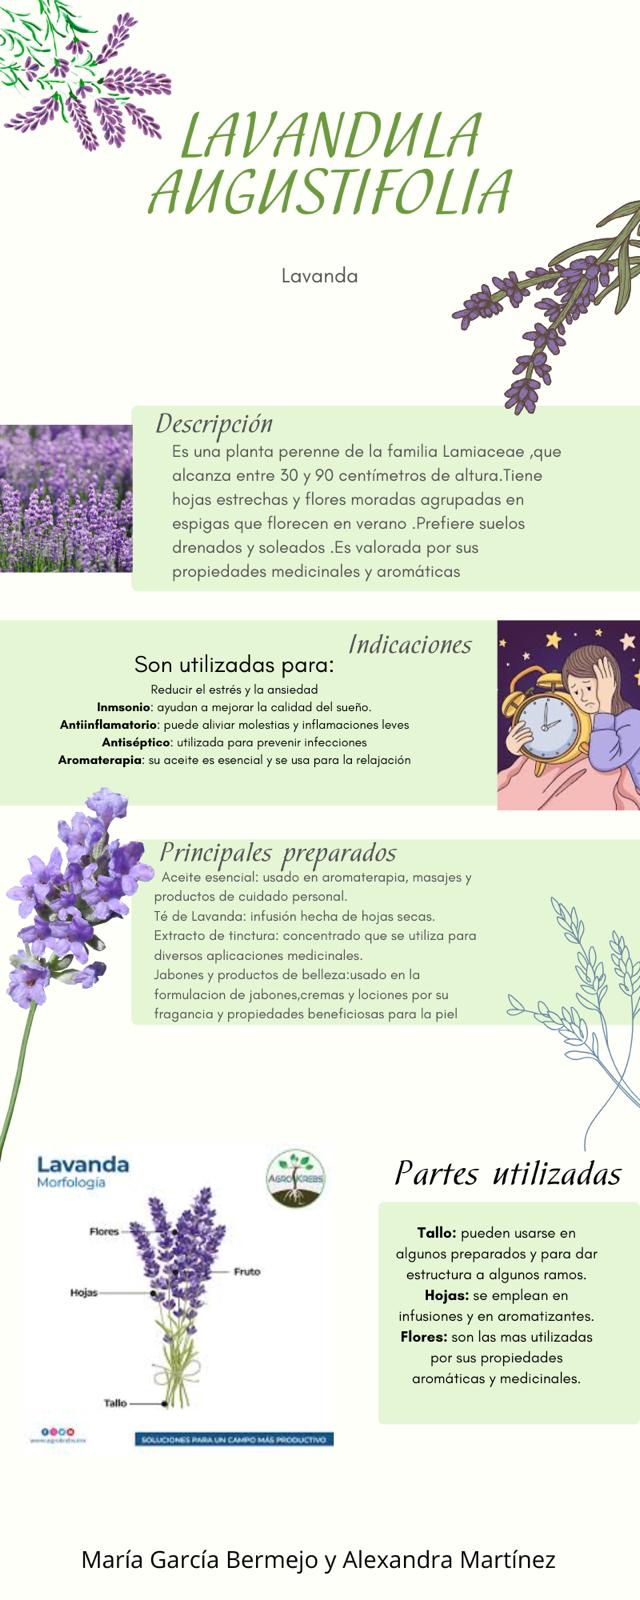 LAVANDULA
AUGUSTIFOLIA
Lavanda
Descripción
Es una planta perenne de la familia Lamiaceae ,que
alcanza entre 30 y 90 centímetros de altura.Tiene
hojas estrechas y flores moradas agrupadas en
espigas que florecen en verano .Prefiere suelos
drenados y soleados .Es valorada por sus
propiedades medicinales y aromáticas
Indicaciones
Son utilizadas para:
Reducir el estrés y la ansiedad
Inmsonio: ayudan a mejorar la calidad del sueño.
Antiinflamatorio: puede aliviar molestias y inflamaciones leves
Antiséptico: utilizada para prevenir infecciones
Aromaterapia: su aceite es esencial y se usa para la relajación
Principales preparados
Aceite esencial: usado en aromaterapia, masajes y
productos de cuidado personal.
Té de Lavanda: infusión hecha de hojas secas.
Extracto de tinctura: concentrado que se utiliza para
diversos aplicaciones medicinales.
Jabones y productos de belleza:usado en la
formulacion de jabones,cremas y lociones por su
fragancia y propiedades beneficiosas para la piel
Lavanda
Morfología
AGROKREBS
Flores
Fruto
Hojas
Tallo
SOLUCIONES PARA UN CAMPO MÁS PRODUCTIVO
Partes utilizadas
Tallo: pueden usarse en
algunos preparados y para dar
estructura a algunos ramos.
Hojas: se emplean en
infusiones y en aromatizantes.
Flores: son las mas utilizadas
por sus propiedades
aromáticas y medicinales.
María García Bermejo y Alexandra Martínez